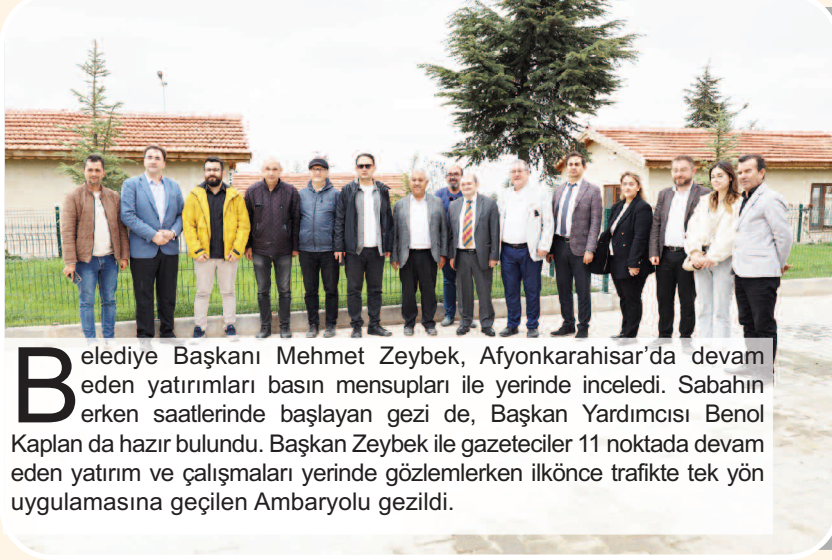 Belediye Başkanı Mehmet Zeybek, Afyonkarahisar’da devam
eden yatırımları basın mensupları ile yerinde inceledi. Sabahın
erken saatlerinde başlayan gezi de, Başkan Yardımcısı Benol
Kaplan da hazır bulundu. Başkan Zeybek ile gazeteciler 11 noktada devam
eden yatırım ve çalışmaları yerinde gözlemlerken ilkönce trafikte tek yön
uygulamasına geçilen Ambaryolu gezildi.